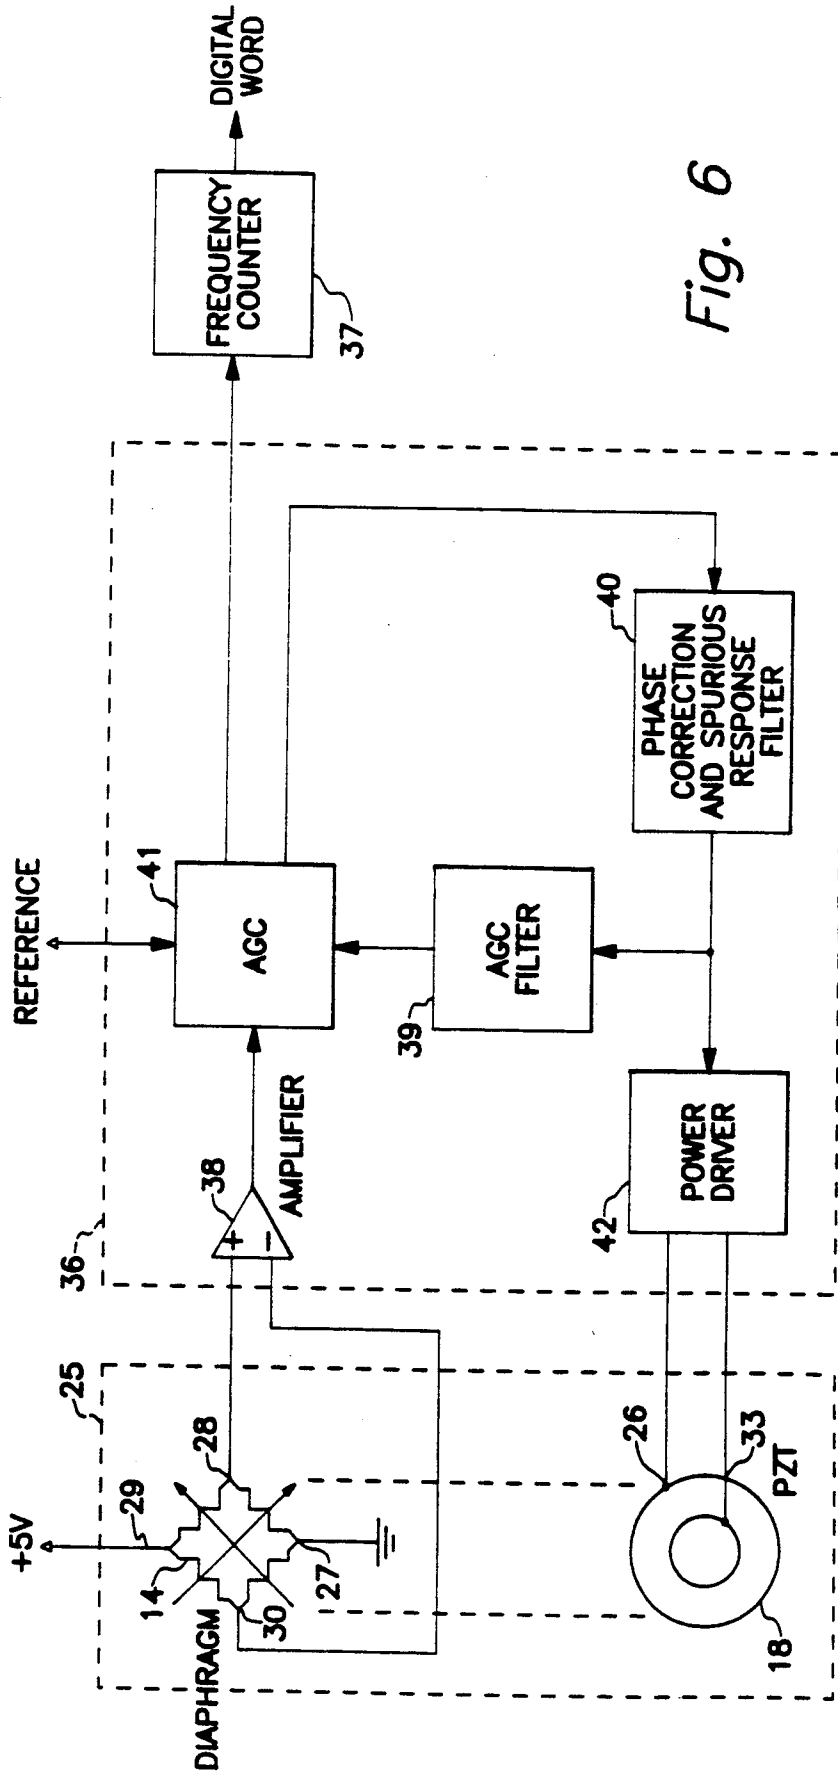 +5V
29
14
DIAPHRAGM
30
27
28
25
36
38
AMPLIFIER
REFERENCE
41
AGC
39
AGC
FILTER
40
PHASE
CORRECTION
AND SPURIOUS
RESPONSE
FILTER
42
POWER
DRIVER
26
33
PZT
18
FREQUENCY
COUNTER
37
DIGITAL
WORD
+
−
Fig. 6